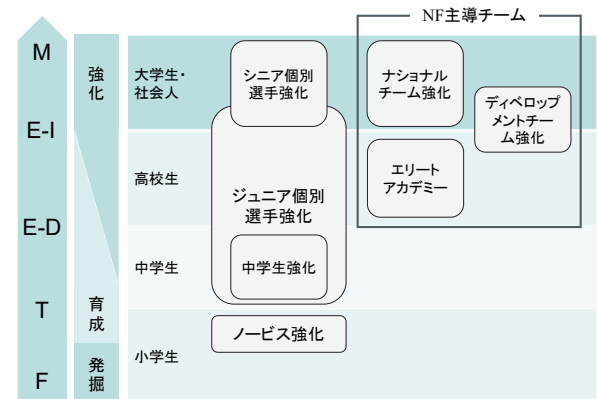 NF主導チーム
M
E-I
E-D
T
F
強
化
育
成
発
掘
大学生・
社会人
高校生
中学生
小学生
シニア個別
選手強化
ジュニア個別
選手強化
中学生強化
ノービス強化
ナショナル
チーム強化
ディベロップ
メントチー
ム強化
エリート
アカデミー